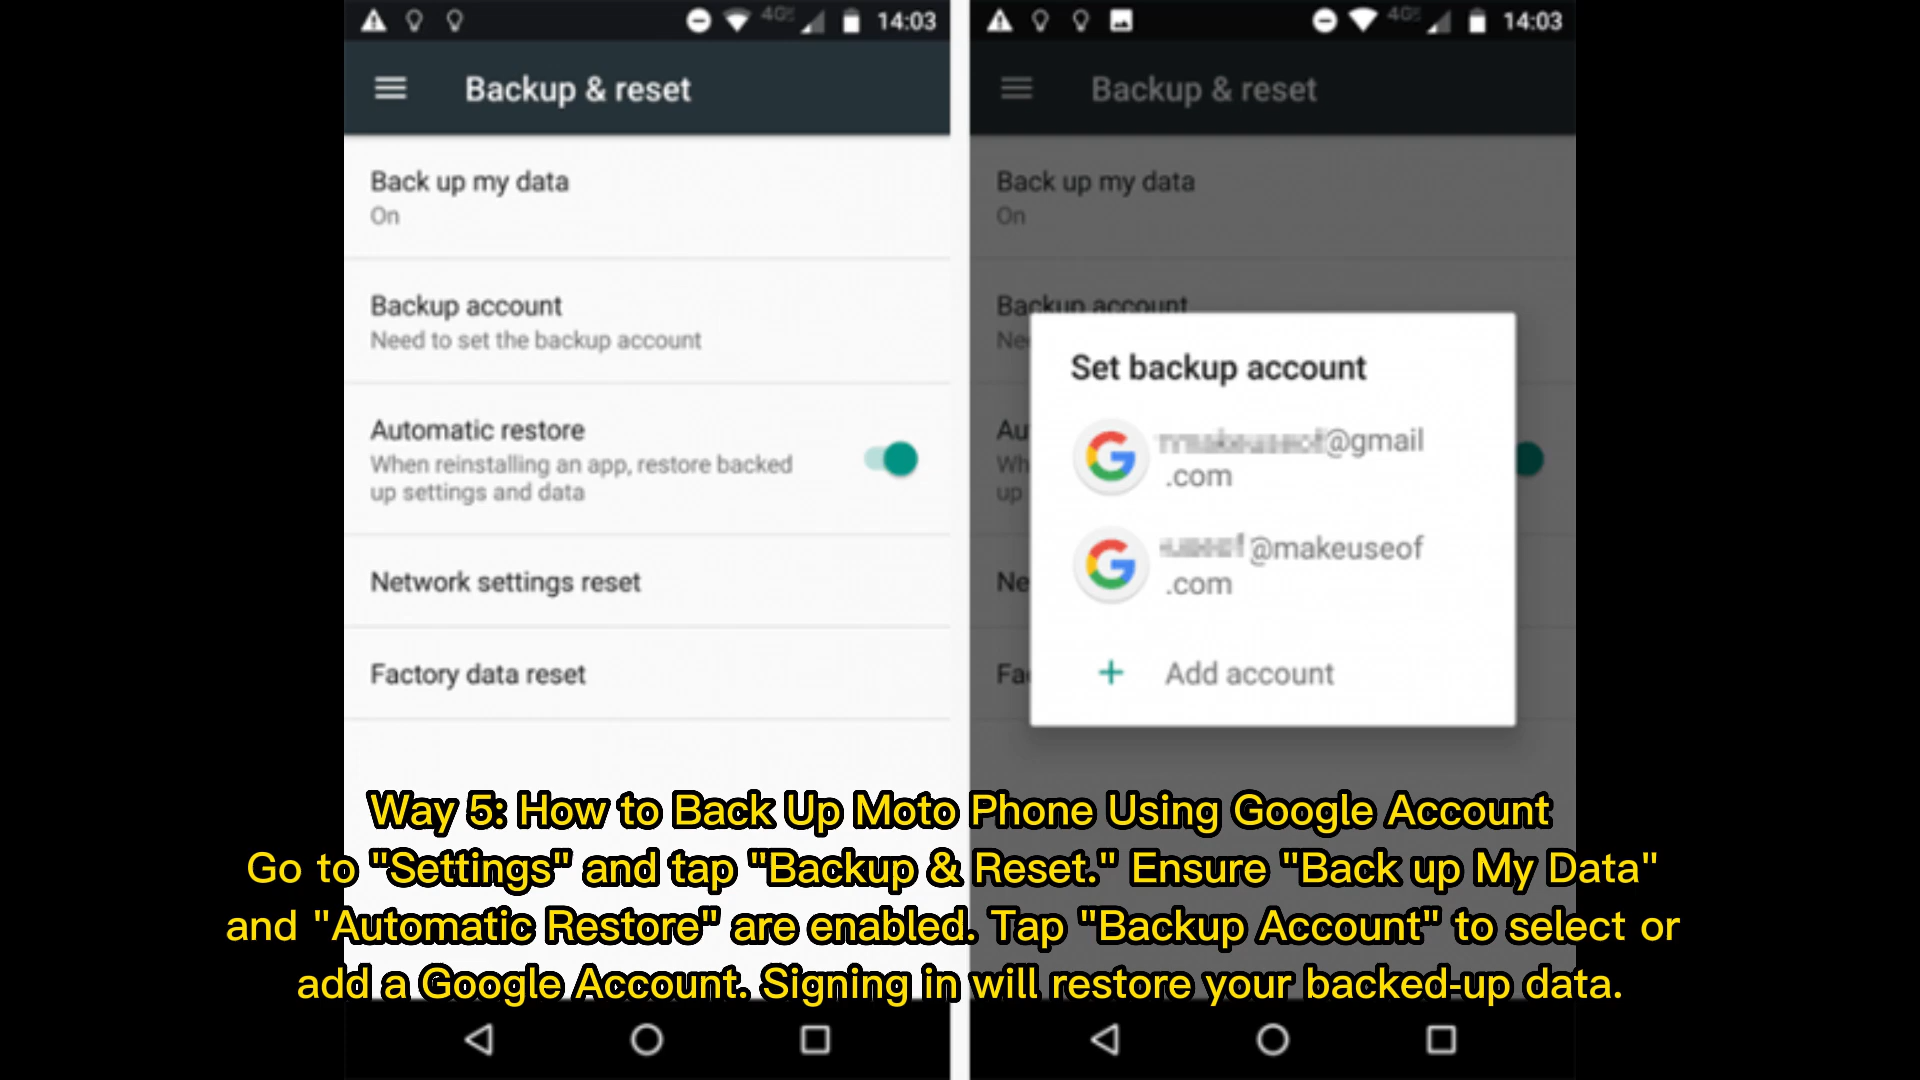 14:03
Backup & reset
Back up my data
On
Backup account
Need to set the backup account
Automatic restore
When reinstalling an app, restore backed
up settings and data
Network settings reset
Factory data reset
14:03
Backup & reset
Back up my data
On
Backup account
Set backup account
@gmail
.com
@makeuseof
.com
Add account
Way 5: How to Back Up Moto Phone Using Google Account
Go to "Settings" and tap "Backup & Reset." Ensure "Back up My Data"
and "Automatic Restore" are enabled. Tap "Backup Account" to select or
add a Google Account. Signing in will restore your backed-up data.